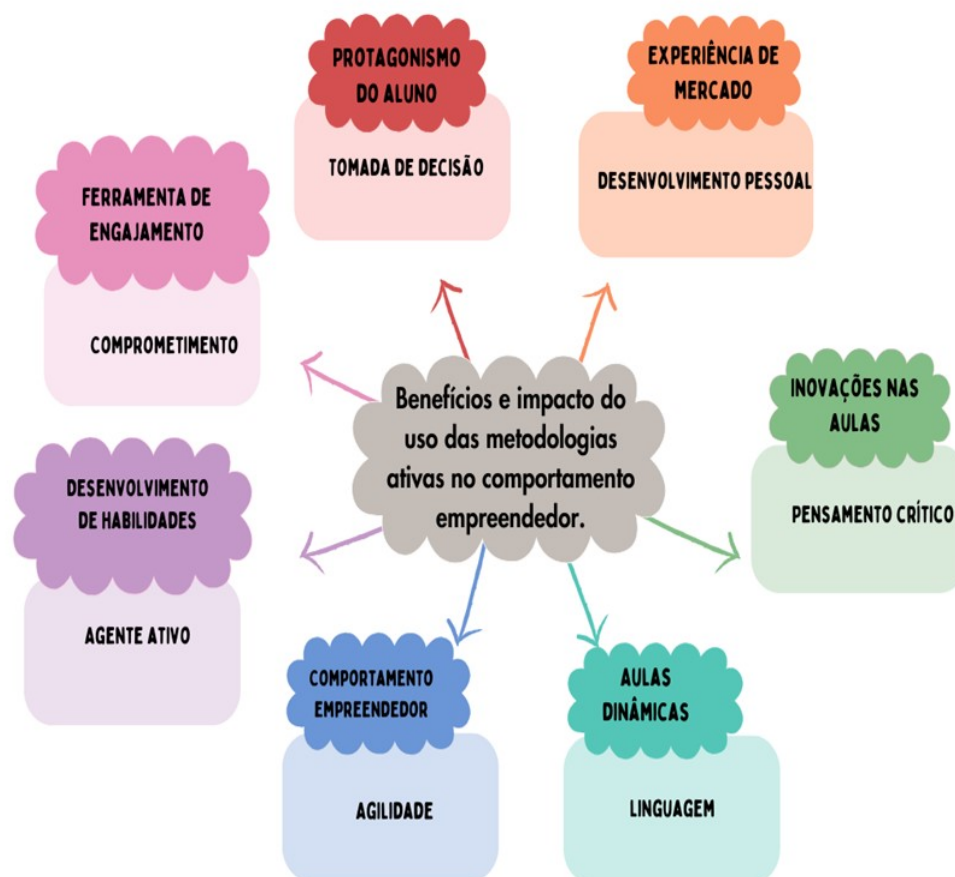 PROTAGONISMO
DO ALUNO
TOMADA DE DECISÃO
EXPERIÊNCIA DE
MERCADO
DESENVOLVIMENTO PESSOAL
FERRAMENTA DE
ENGAJAMENTO
COMPROMETIMENTO
Benefícios e impacto do
uso das metodologias
ativas no comportamento
empreendedor.
INOVAÇÕES NAS
AULAS
PENSAMENTO CRÍTICO
DESENVOLVIMENTO
DE HABILIDADES
AGENTE ATIVO
COMPORTAMENTO
EMPREENDEDOR
AGILIDADE
AULAS
DINÂMICAS
LINGUAGEM